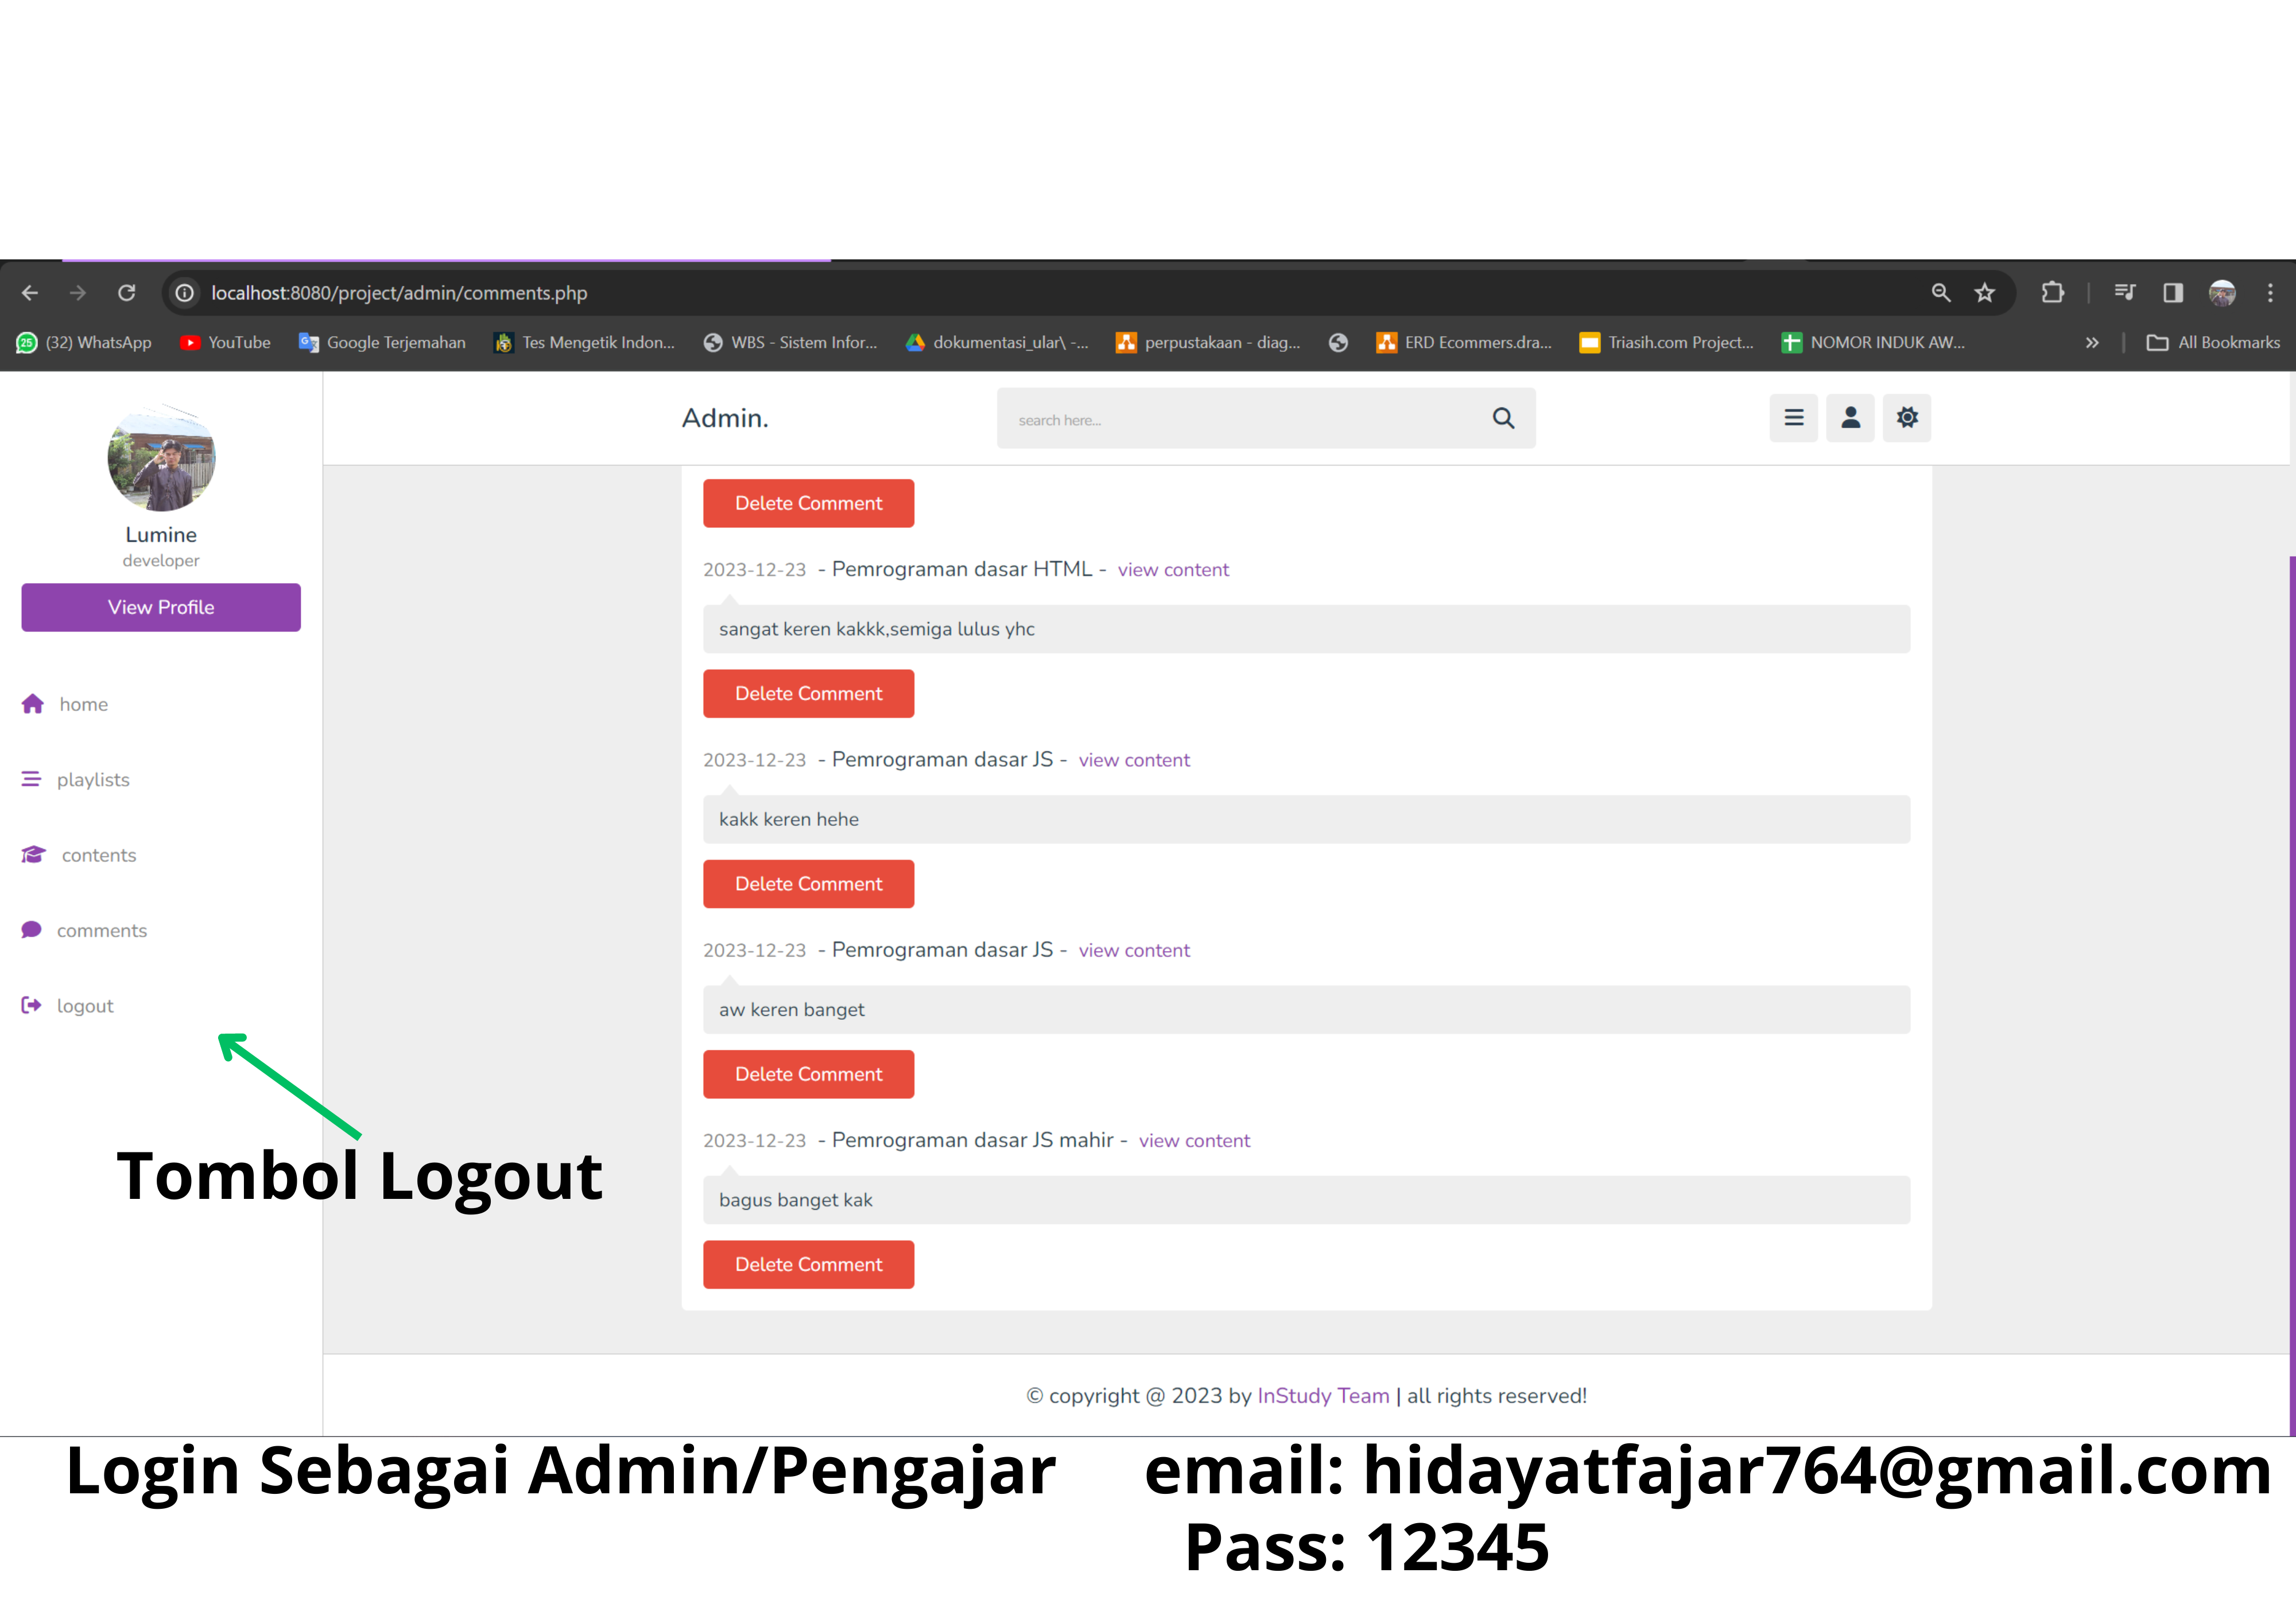 localhost:8080/project/admin/comments.php
25 (32) WhatsApp YouTube Google Terjemahan Tes Mengetik Indon... WBS - Sistem Infor... dokumentasi_ular\ -... perpustakaan - diag... ERD Ecommers.dra... Triasih.com Project... NOMOR INDUK AW... » All Bookmarks
Admin.
search here...
Lumine
developer
View Profile
home
playlists
contents
comments
logout
Tombol Logout
Delete Comment
2023-12-23 - Pemrograman dasar HTML - view content
sangat keren kakkk,semiga lulus yhc
Delete Comment
2023-12-23 - Pemrograman dasar JS - view content
kakk keren hehe
Delete Comment
2023-12-23 - Pemrograman dasar JS - view content
aw keren banget
Delete Comment
2023-12-23 - Pemrograman dasar JS mahir - view content
bagus banget kak
Delete Comment
© copyright @ 2023 by InStudy Team | all rights reserved!
Login Sebagai Admin/Pengajar email: hidayatfajar764@gmail.com
Pass: 12345